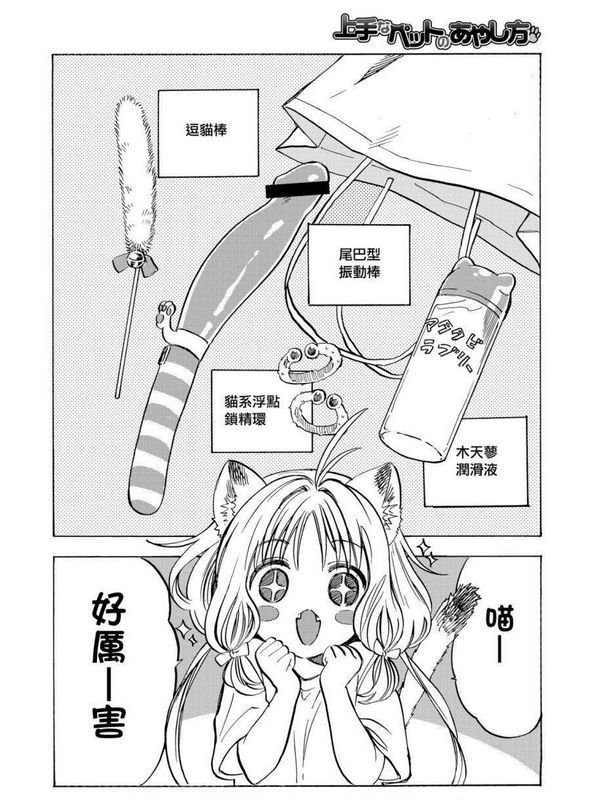 上手なペットのあやし方
逗貓棒
尾巴型
振動棒
マタタビ
ラブリー
貓系浮點
鎖精環
木天蓼
潤滑液
喵ー
好厲ー害